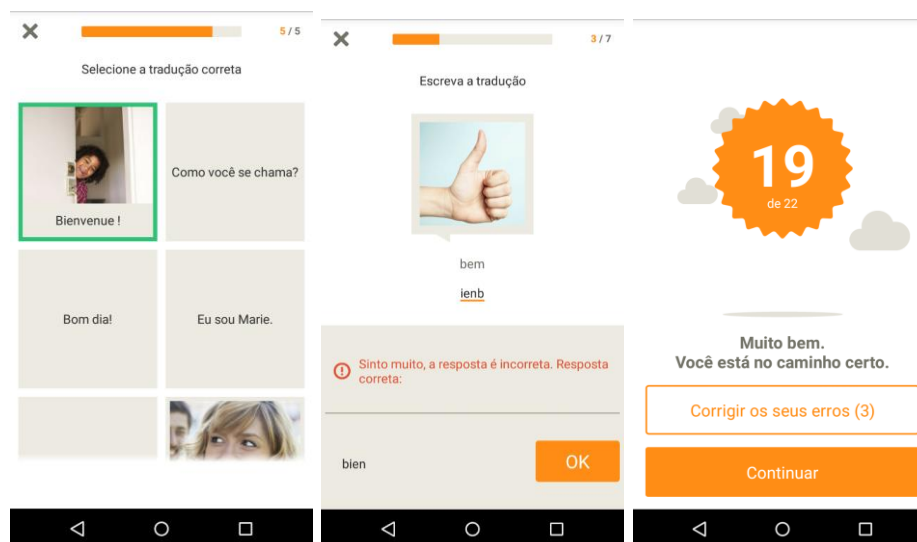 5 / 5
Selecione a tradução correta
Bienvenue !
Como você se chama?
Bom dia!
Eu sou Marie.
3 / 7
Escreva a tradução
bem
ienb
Sinto muito, a resposta é incorreta. Resposta
correta:
bien
OK
19
de 22
Muito bem.
Você está no caminho certo.
Corrigir os seus erros (3)
Continuar